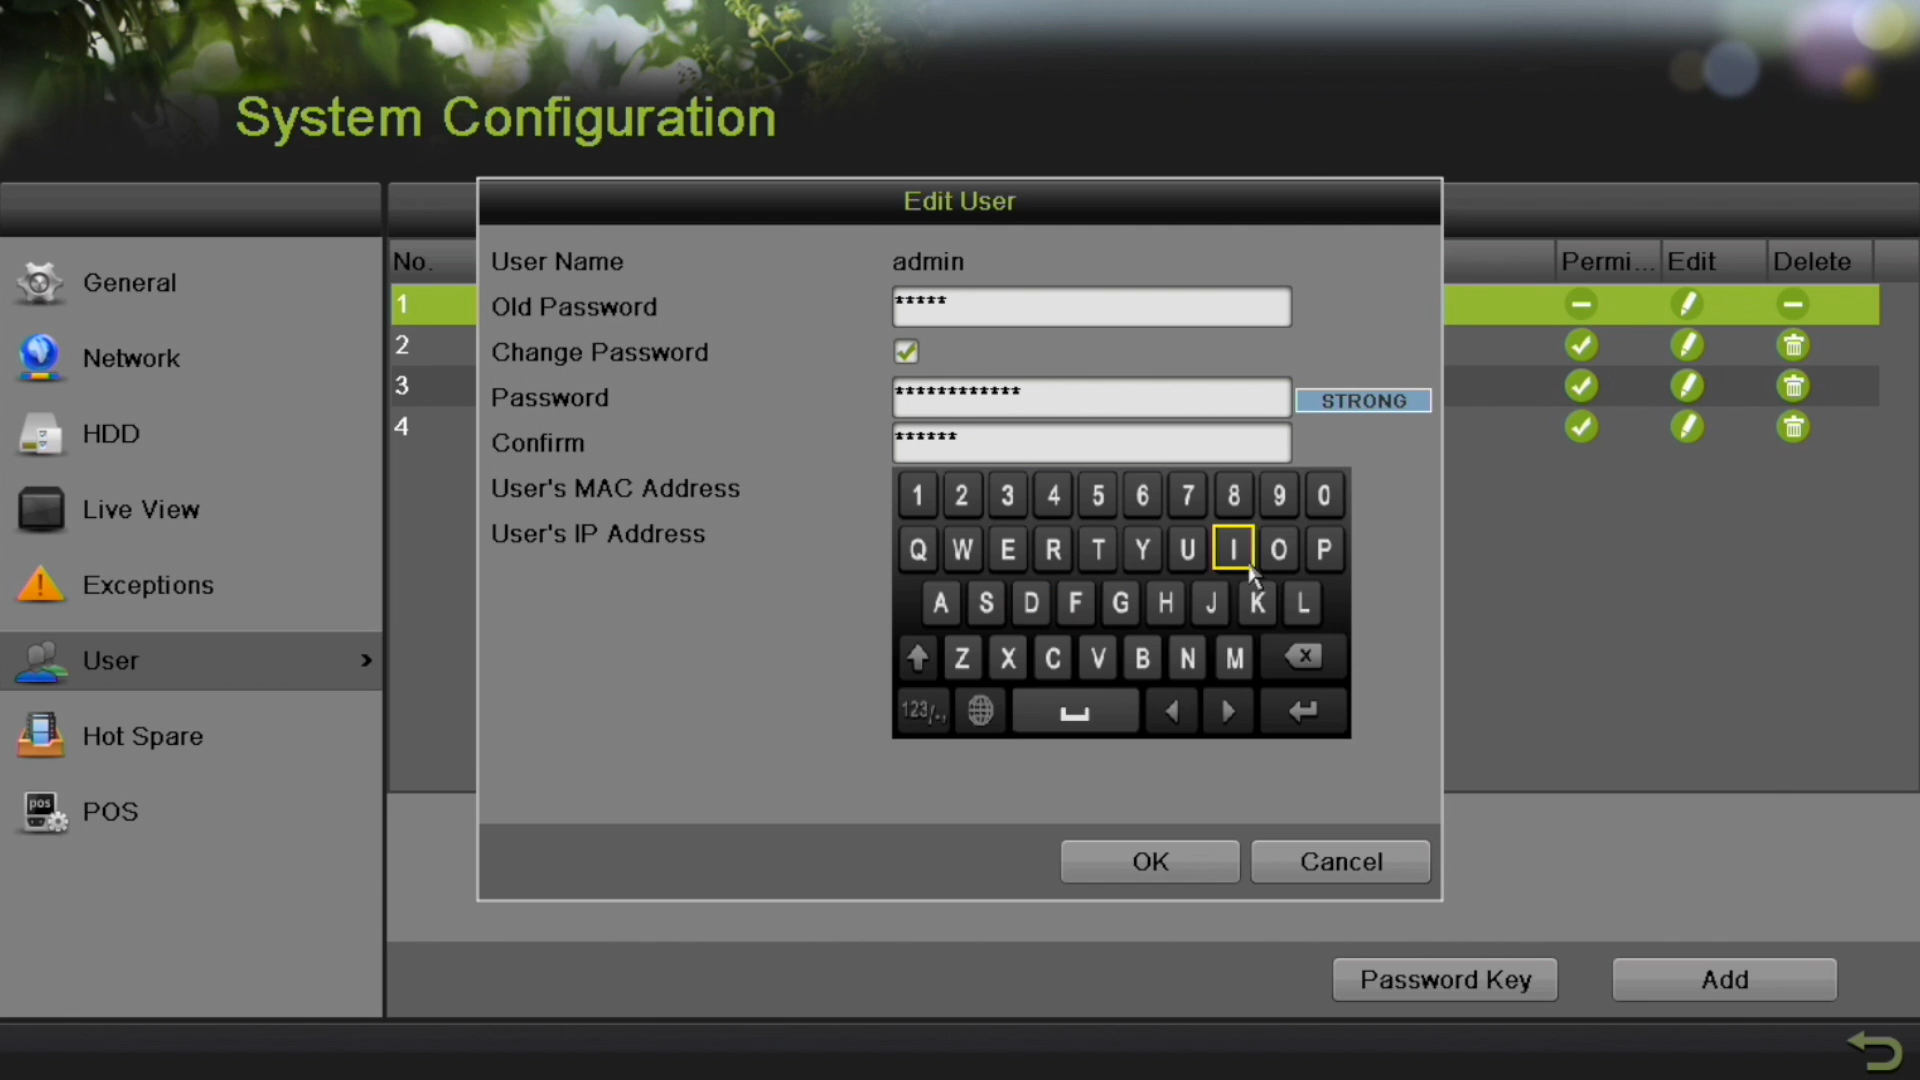 System Configuration
Edit User
General
Network
HDD
Live View
Exceptions
User
Hot Spare
pos POS
No. Permi... Edit Delete
1
2
3
4
User Name admin
Old Password *****
Change Password
Password ************ STRONG
Confirm ******
User's MAC Address
User's IP Address
1 2 3 4 5 6 7 8 9 0
Q W E R T Y U I O P
A S D F G H J K L
Z X C V B N M
123/.,
OK Cancel
Password Key Add